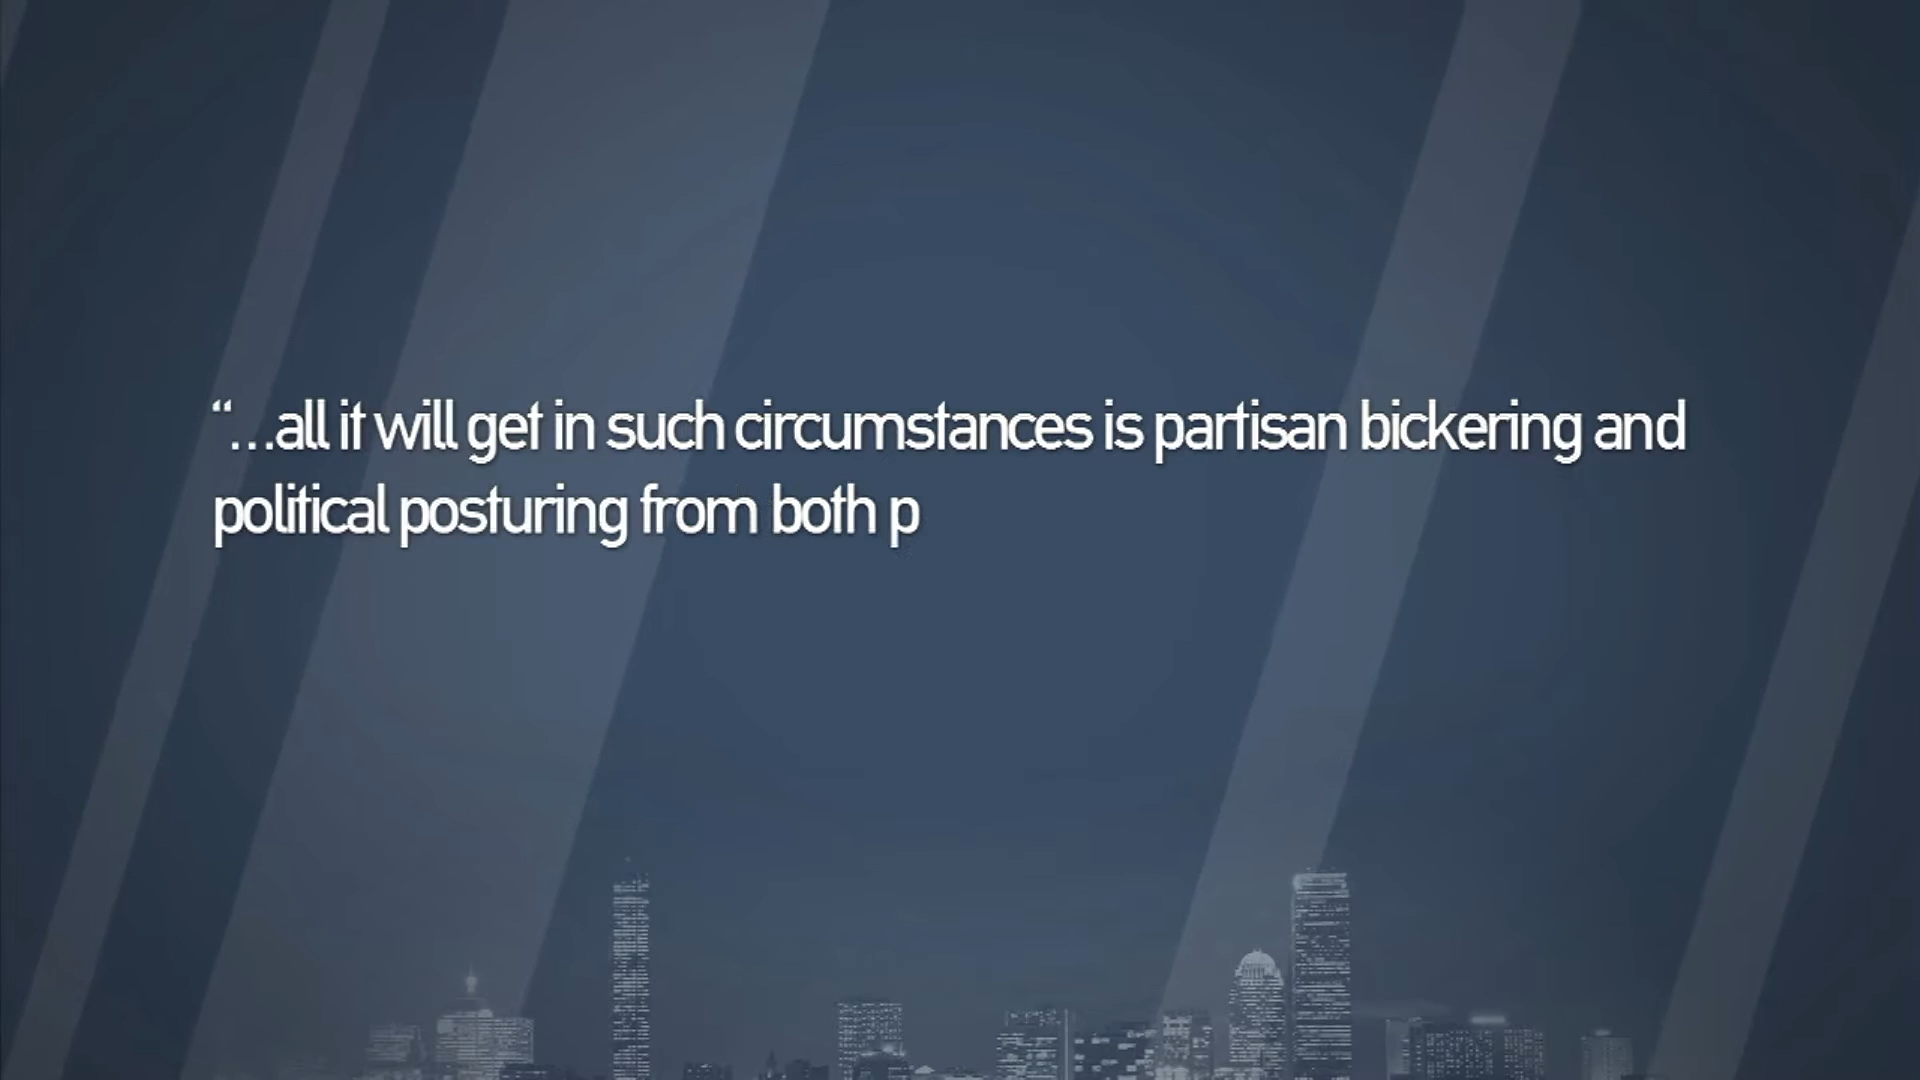 “...all it will get in such circumstances is partisan bickering and
political posturing from both p